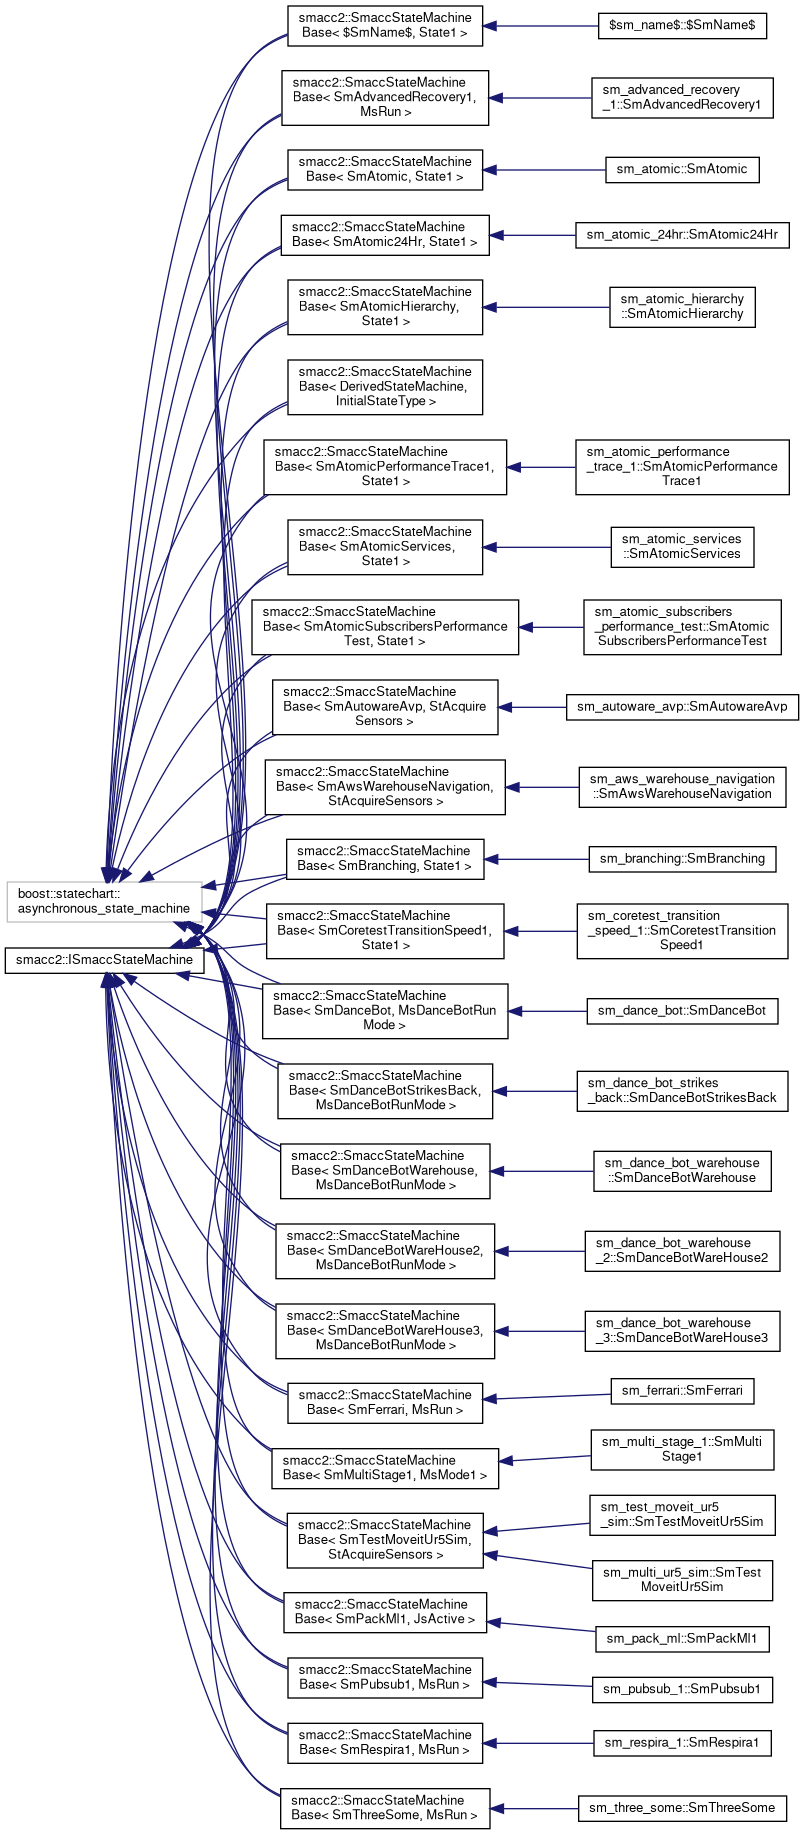 smacc2::SmaccStateMachine
Base< $SmName$, State1 >
$sm_name$::$SmName$
smacc2::SmaccStateMachine
Base< SmAdvancedRecovery1,
MsRun >
sm_advanced_recovery
_1::SmAdvancedRecovery1
smacc2::SmaccStateMachine
Base< SmAtomic, State1 >
sm_atomic::SmAtomic
smacc2::SmaccStateMachine
Base< SmAtomic24Hr, State1 >
sm_atomic_24hr::SmAtomic24Hr
smacc2::SmaccStateMachine
Base< SmAtomicHierarchy,
State1 >
sm_atomic_hierarchy
::SmAtomicHierarchy
smacc2::SmaccStateMachine
Base< DerivedStateMachine,
InitialStateType >
smacc2::SmaccStateMachine
Base< SmAtomicPerformanceTrace1,
State1 >
sm_atomic_performance
_trace_1::SmAtomicPerformance
Trace1
smacc2::SmaccStateMachine
Base< SmAtomicServices,
State1 >
sm_atomic_services
::SmAtomicServices
smacc2::SmaccStateMachine
Base< SmAtomicSubscribersPerformance
Test, State1 >
sm_atomic_subscribers
_performance_test::SmAtomic
SubscribersPerformanceTest
smacc2::SmaccStateMachine
Base< SmAutowareAvp, StAcquire
Sensors >
sm_autoware_avp::SmAutowareAvp
smacc2::SmaccStateMachine
Base< SmAwsWarehouseNavigation,
StAcquireSensors >
sm_aws_warehouse_navigation
::SmAwsWarehouseNavigation
smacc2::SmaccStateMachine
Base< SmBranching, State1 >
sm_branching::SmBranching
boost::statechart::
asynchronous_state_machine
smacc2::SmaccStateMachine
Base< SmCoretestTransitionSpeed1,
State1 >
sm_coretest_transition
_speed_1::SmCoretestTransition
Speed1
smacc2::ISmaccStateMachine
smacc2::SmaccStateMachine
Base< SmDanceBot, MsDanceBotRun
Mode >
sm_dance_bot::SmDanceBot
smacc2::SmaccStateMachine
Base< SmDanceBotStrikesBack,
MsDanceBotRunMode >
sm_dance_bot_strikes
_back::SmDanceBotStrikesBack
smacc2::SmaccStateMachine
Base< SmDanceBotWarehouse,
MsDanceBotRunMode >
sm_dance_bot_warehouse
::SmDanceBotWarehouse
smacc2::SmaccStateMachine
Base< SmDanceBotWareHouse2,
MsDanceBotRunMode >
sm_dance_bot_warehouse
_2::SmDanceBotWareHouse2
smacc2::SmaccStateMachine
Base< SmDanceBotWareHouse3,
MsDanceBotRunMode >
sm_dance_bot_warehouse
_3::SmDanceBotWareHouse3
smacc2::SmaccStateMachine
Base< SmFerrari, MsRun >
sm_ferrari::SmFerrari
smacc2::SmaccStateMachine
Base< SmMultiStage1, MsMode1 >
sm_multi_stage_1::SmMulti
Stage1
smacc2::SmaccStateMachine
Base< SmTestMoveitUr5Sim,
StAcquireSensors >
sm_test_moveit_ur5
_sim::SmTestMoveitUr5Sim
sm_multi_ur5_sim::SmTest
MoveitUr5Sim
smacc2::SmaccStateMachine
Base< SmPackMl1, JsActive >
sm_pack_ml::SmPackMl1
smacc2::SmaccStateMachine
Base< SmPubsub1, MsRun >
sm_pubsub_1::SmPubsub1
smacc2::SmaccStateMachine
Base< SmRespira1, MsRun >
sm_respira_1::SmRespira1
smacc2::SmaccStateMachine
Base< SmThreeSome, MsRun >
sm_three_some::SmThreeSome